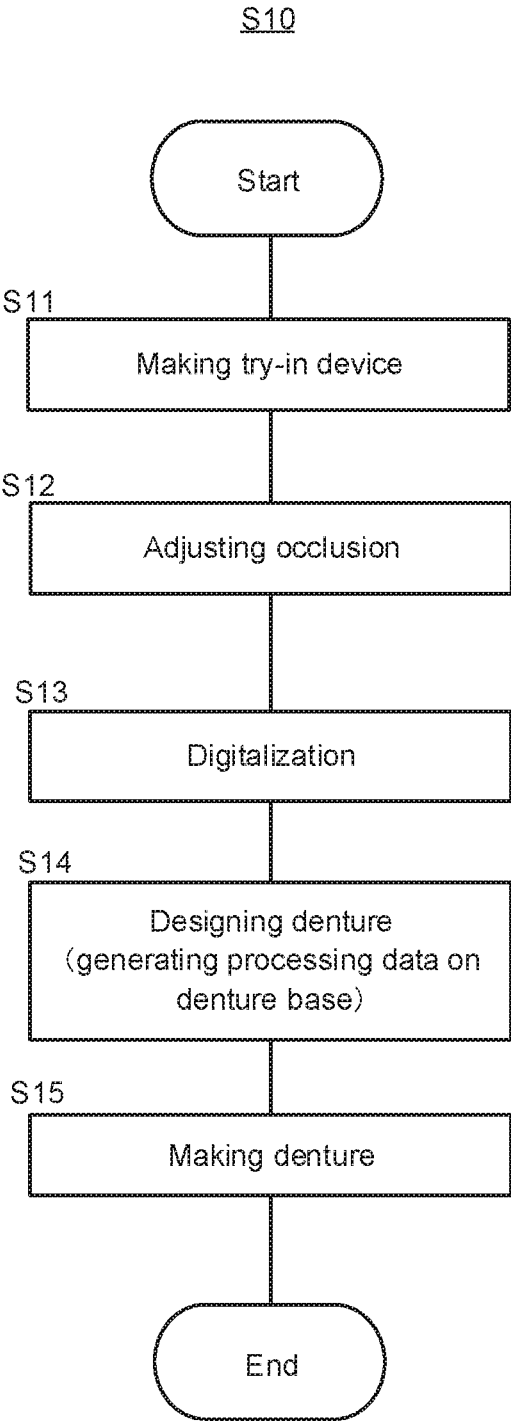 S10
Start
S11
Making try-in device
S12
Adjusting occlusion
S13
Digitalization
S14
Designing denture
（generating processing data on
denture base）
S15
Making denture
End